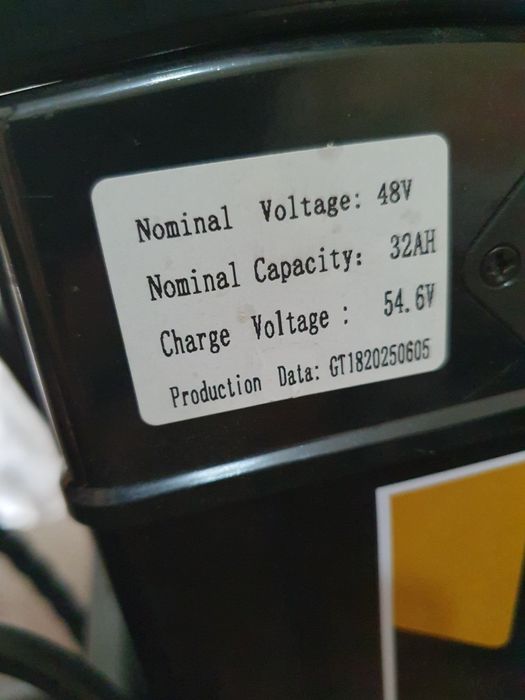 Nominal Voltage: 48V
Nominal Capacity: 32AH
Charge Voltage : 54.6V
Production Data: GT1820250605